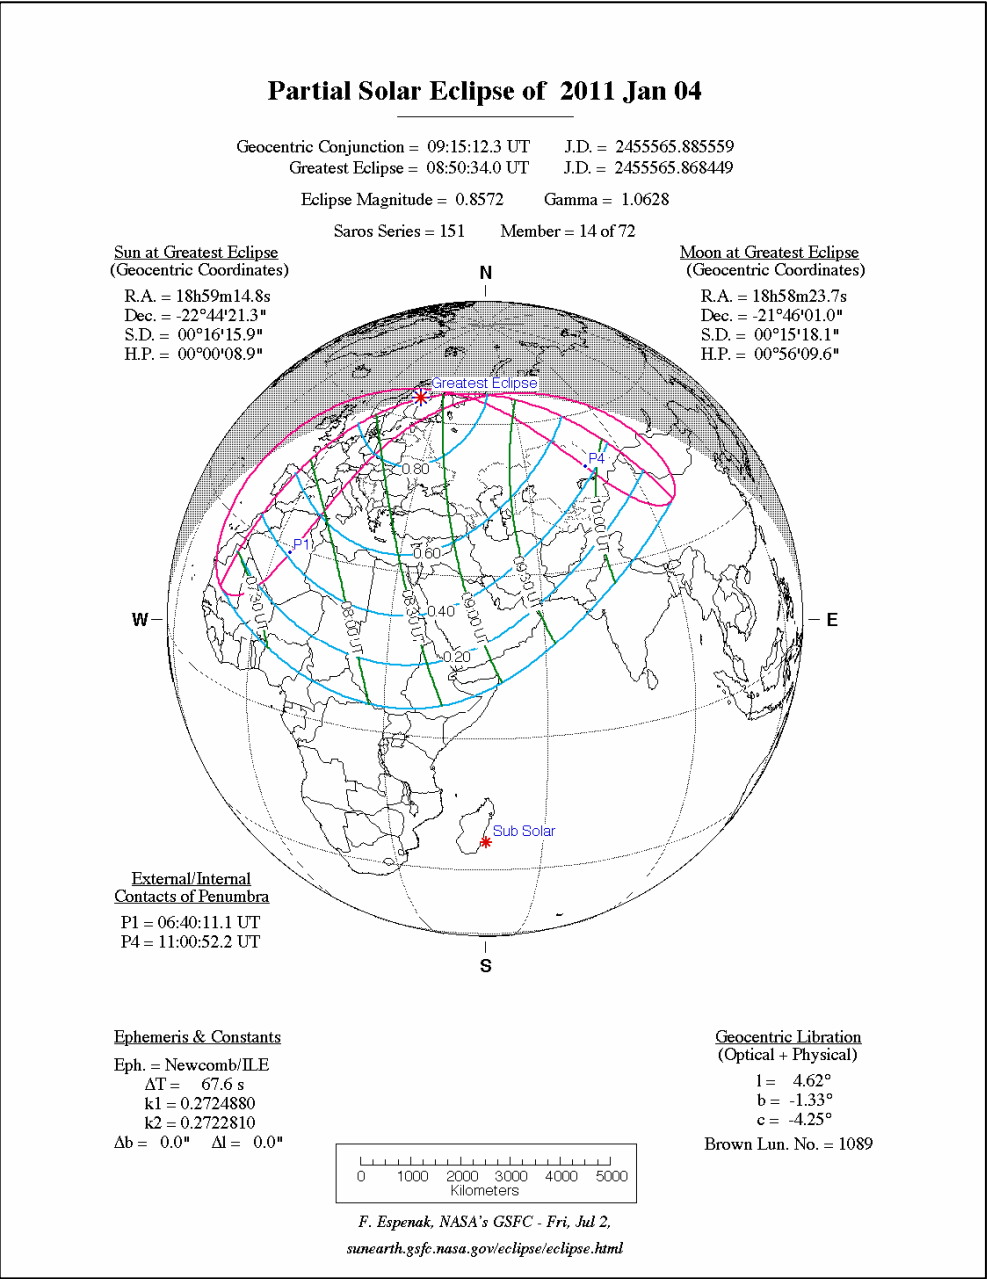 Partial Solar Eclipse of 2011 Jan 04
Geocentric Conjunction = 09:15:12.3 UT J.D. = 2455565.885559
Greatest Eclipse = 08:50:34.0 UT J.D. = 2455565.868449
Eclipse Magnitude = 0.8572 Gamma = 1.0628
Saros Series = 151 Member = 14 of 72
Sun at Greatest Eclipse
(Geocentric Coordinates)
R.A. = 18h59m14.8s
Dec. = -22°44'21.3"
S.D. = 00°16'15.9"
H.P. = 00°00'08.9"
Moon at Greatest Eclipse
(Geocentric Coordinates)
R.A. = 18h58m23.7s
Dec. = -21°46'01.0"
S.D. = 00°15'18.1"
H.P. = 00°56'09.6"
N
Greatest Eclipse
0.80
P4
10:00 UT
P1
0.60
09:30 UT
07:30 UT
08:00 UT
08:30 UT
0.40
09:00 UT
W
E
0.20
Sub Solar
S
External/Internal
Contacts of Penumbra
P1 = 06:40:11.1 UT
P4 = 11:00:52.2 UT
Ephemeris & Constants
Eph. = Newcomb/ILE
ΔT = 67.6 s
k1 = 0.2724880
k2 = 0.2722810
Δb = 0.0" Δl = 0.0"
Geocentric Libration
(Optical + Physical)
l = 4.62°
b = -1.33°
c = -4.25°
Brown Lun. No. = 1089
0 1000 2000 3000 4000 5000
Kilometers
F. Espenak, NASA's GSFC - Fri, Jul 2,
sunearth.gsfc.nasa.gov/eclipse/eclipse.html